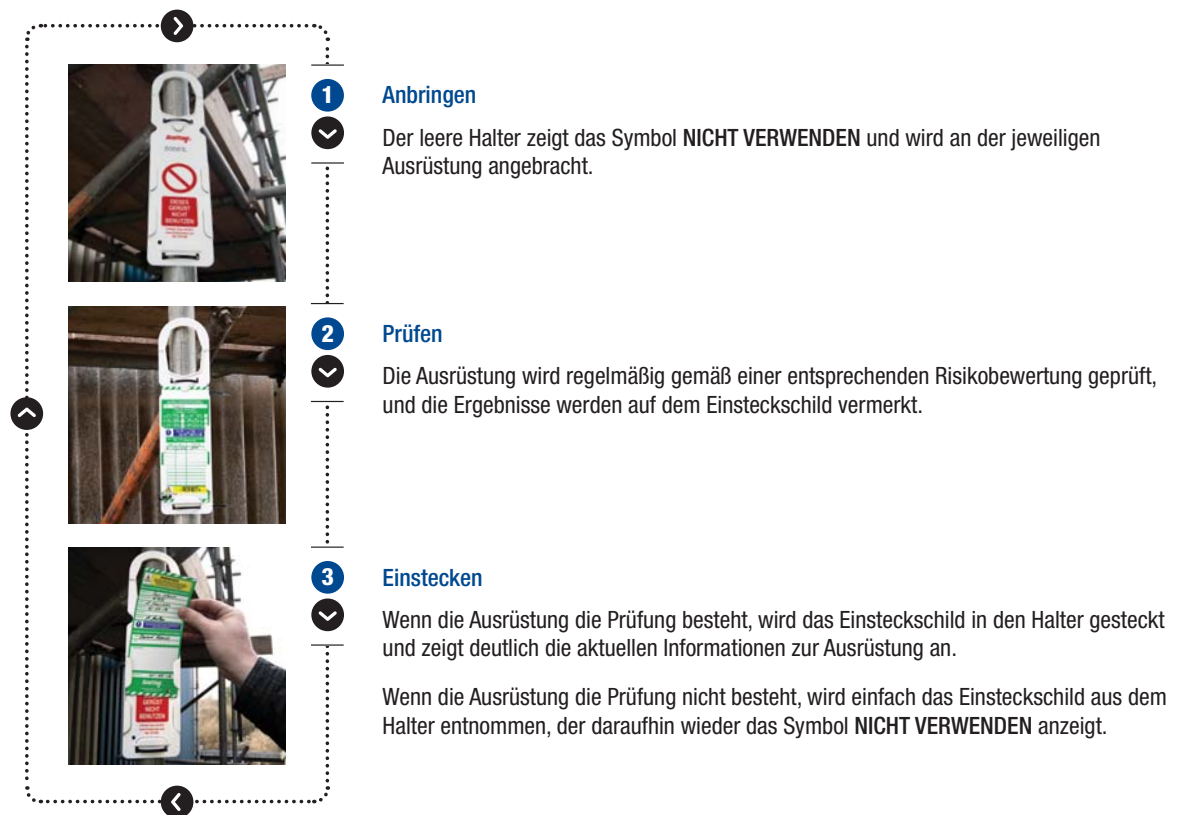 1
Anbringen
Der leere Halter zeigt das Symbol NICHT VERWENDEN und wird an der jeweiligen
Ausrüstung angebracht.
DIESES
GERÜST
NICHT
BENUTZEN
2
Prüfen
Die Ausrüstung wird regelmäßig gemäß einer entsprechenden Risikobewertung geprüft,
und die Ergebnisse werden auf dem Einsteckschild vermerkt.
3
Einstecken
Wenn die Ausrüstung die Prüfung besteht, wird das Einsteckschild in den Halter gesteckt
und zeigt deutlich die aktuellen Informationen zur Ausrüstung an.
Wenn die Ausrüstung die Prüfung nicht besteht, wird einfach das Einsteckschild aus dem
Halter entnommen, der daraufhin wieder das Symbol NICHT VERWENDEN anzeigt.
GERÜST
NICHT
BENUTZEN